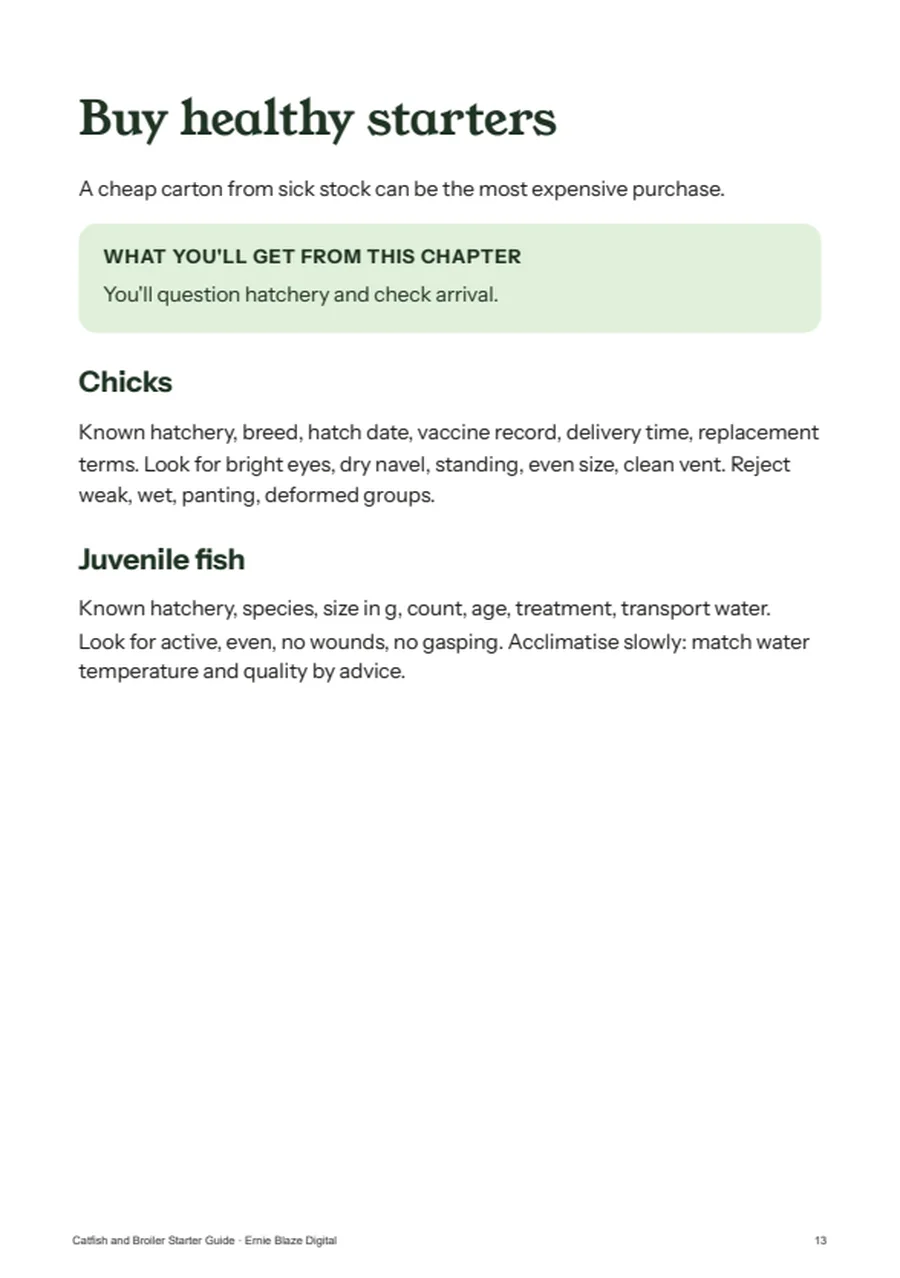 Buy healthy starters
A cheap carton from sick stock can be the most expensive purchase.
WHAT YOU'LL GET FROM THIS CHAPTER
You'll question hatchery and check arrival.
Chicks
Known hatchery, breed, hatch date, vaccine record, delivery time, replacement
terms. Look for bright eyes, dry navel, standing, even size, clean vent. Reject
weak, wet, panting, deformed groups.
Juvenile fish
Known hatchery, species, size in g, count, age, treatment, transport water.
Look for active, even, no wounds, no gasping. Acclimatise slowly: match water
temperature and quality by advice.
Catfish and Broiler Starter Guide · Ernie Blaze Digital
13